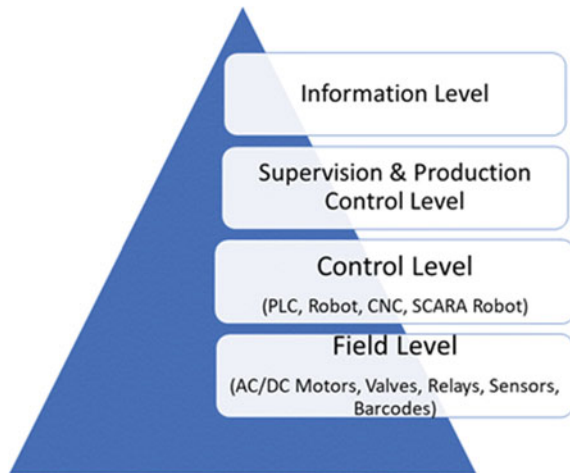 Information Level
Supervision & Production
Control Level
Control Level
(PLC, Robot, CNC, SCARA Robot)
Field Level
(AC/DC Motors, Valves, Relays, Sensors,
Barcodes)